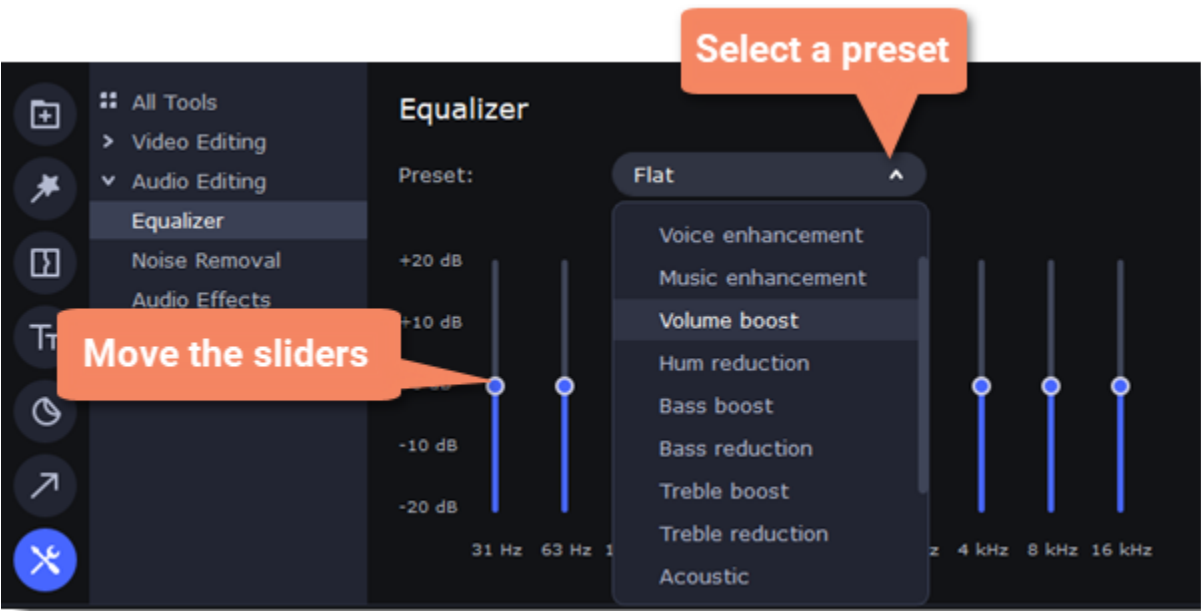 Select a preset
All Tools
Video Editing
Audio Editing
Equalizer
Noise Removal
Audio Effects
Equalizer
Preset:
Flat
Voice enhancement
Music enhancement
Volume boost
Hum reduction
Bass boost
Bass reduction
Treble boost
Treble reduction
Acoustic
Move the sliders
+20 dB
+10 dB
-10 dB
-20 dB
31 Hz 63 Hz 4 kHz 8 kHz 16 kHz